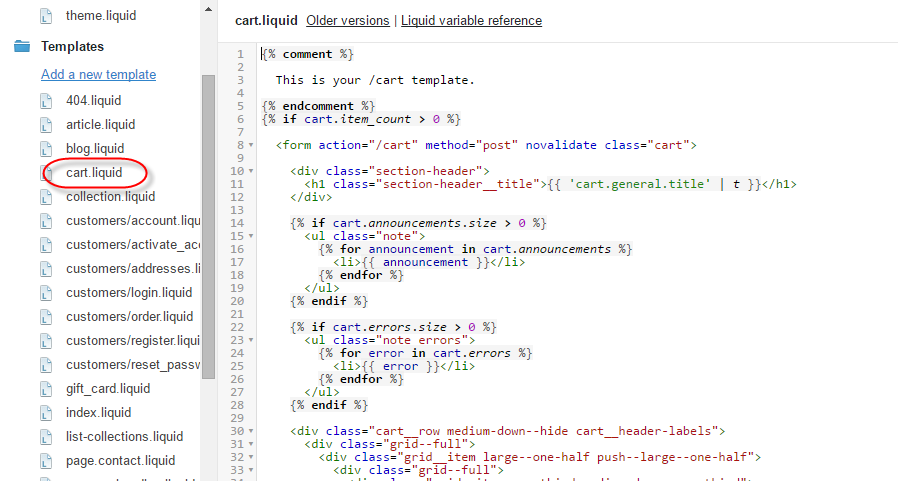 theme.liquid
Templates
Add a new template
404.liquid
article.liquid
blog.liquid
cart.liquid
collection.liquid
customers/account.liqu
customers/activate_acc
customers/addresses.li
customers/login.liquid
customers/order.liquid
customers/register.liqui
customers/reset_passw
gift_card.liquid
index.liquid
list-collections.liquid
page.contact.liquid
cart.liquid Older versions | Liquid variable reference
1 {% comment %}
2
3 This is your /cart template.
4
5 {% endcomment %}
6 {% if cart.item_count > 0 %}
7
8 <form action="/cart" method="post" novalidate class="cart">
9
10 <div class="section-header">
11 <h1 class="section-header__title">{{ 'cart.general.title' | t }}</h1>
12 </div>
13
14 {% if cart.announcements.size > 0 %}
15 <ul class="note">
16 {% for announcement in cart.announcements %}
17 <li>{{ announcement }}</li>
18 {% endfor %}
19 </ul>
20 {% endif %}
21
22 {% if cart.errors.size > 0 %}
23 <ul class="note errors">
24 {% for error in cart.errors %}
25 <li>{{ error }}</li>
26 {% endfor %}
27 </ul>
28 {% endif %}
29
30 <div class="cart__row medium-down--hide cart__header-labels">
31 <div class="grid--full">
32 <div class="grid__item large--one-half push--large--one-half">
33 <div class="grid--full">